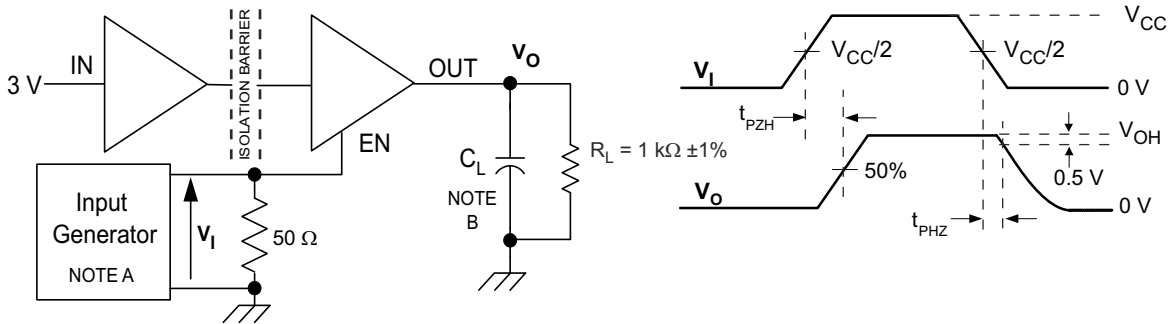 3 V
IN
ISOLATION BARRIER
OUT
EN
V_O
C_L
NOTE
B
R_L = 1 kΩ ±1%
Input
Generator
NOTE A
V_I
50 Ω
V_CC
V_CC/2
V_CC/2
V_I
0 V
t_PZH
V_OH
50%
0.5 V
V_O
0 V
t_PHZ